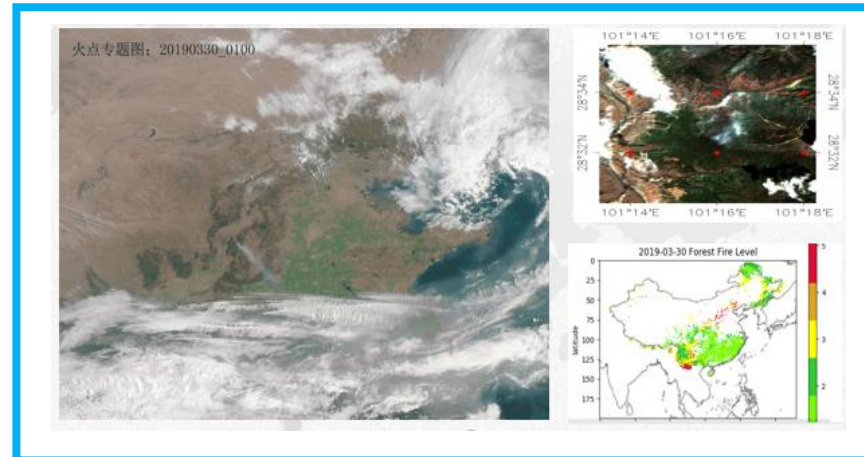 火点专题图: 20190330_0100
101°14′E 101°16′E 101°18′E
28°34′N
28°34′N
28°32′N
28°32′N
101°14′E 101°16′E 101°18′E
2019-03-30 Forest Fire Level
latitude
0
25
50
75
100
125
150
175
5
4
3
2